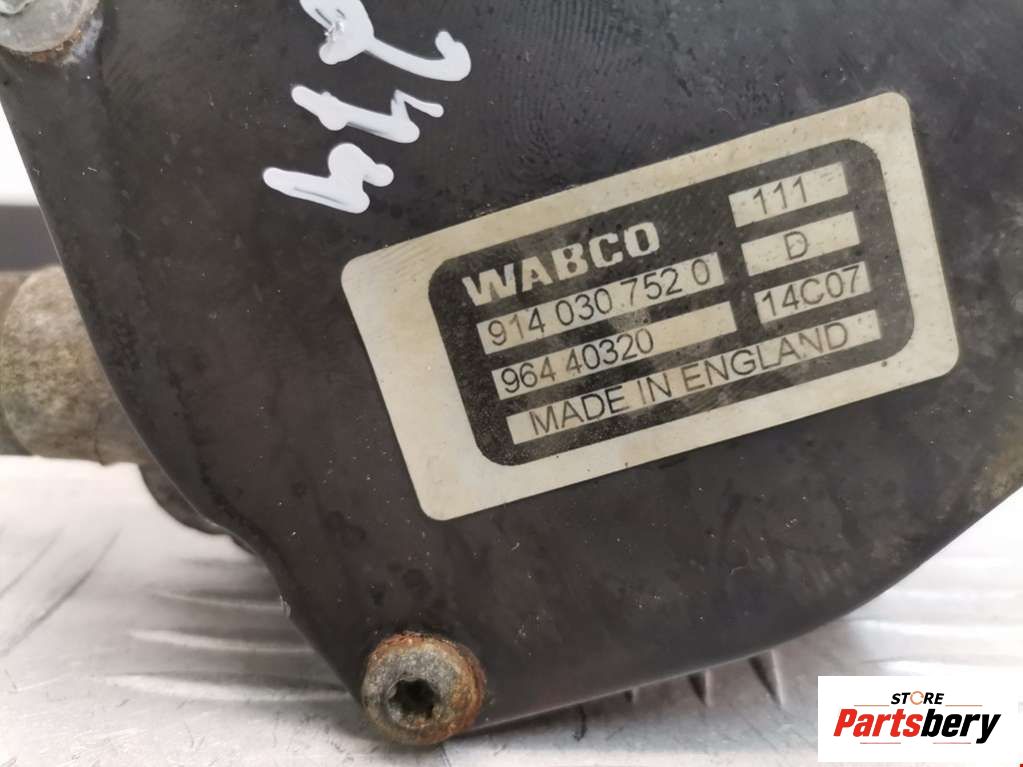 WABCO
111
914 030 752 0
D
964 40320
14C07
MADE IN ENGLAND
STORE
Partsbery